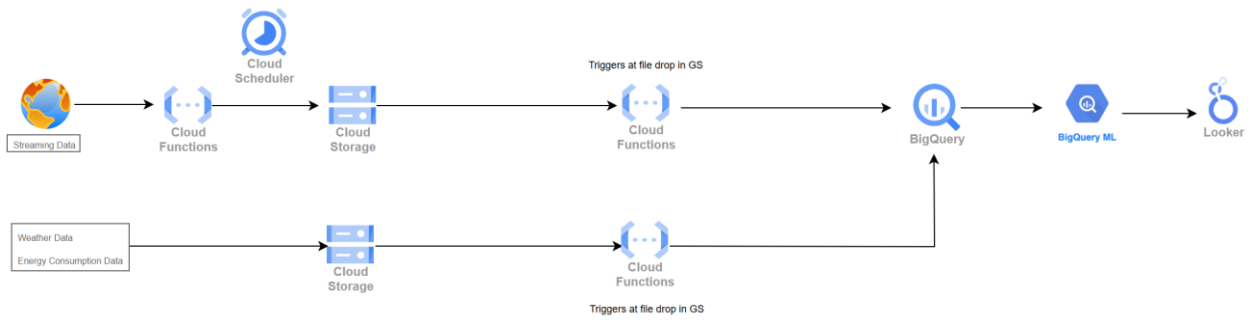 Cloud
Scheduler
Triggers at file drop in GS
Streaming Data
Cloud
Functions
Cloud
Storage
Cloud
Functions
BigQuery
BigQuery ML
Looker
Weather Data
Energy Consumption Data
Cloud
Storage
Cloud
Functions
Triggers at file drop in GS